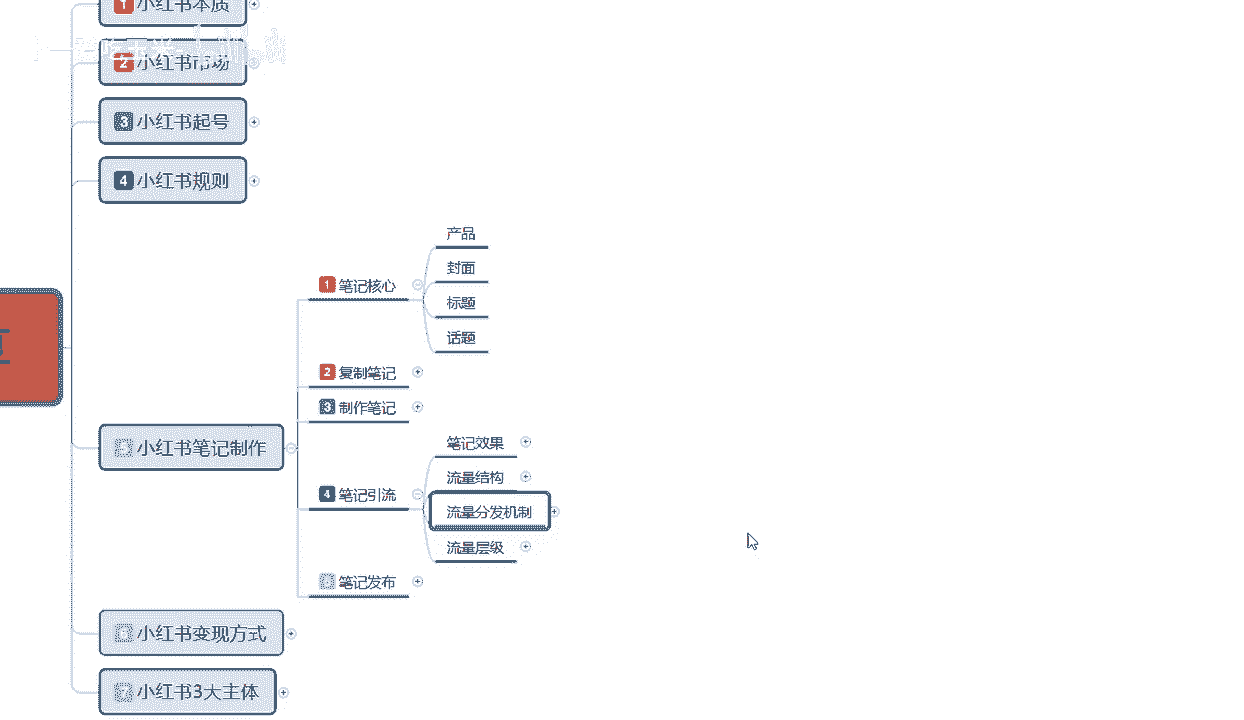 1 小红书本质
2 小红书市场
3 小红书起号
4 小红书规则
小红书笔记制作
1 笔记核心
产品
封面
标题
话题
2 复制笔记
3 制作笔记
4 笔记引流
笔记效果
流量结构
流量分发机制
流量层级
笔记发布
小红书变现方式
7 小红书3大主体